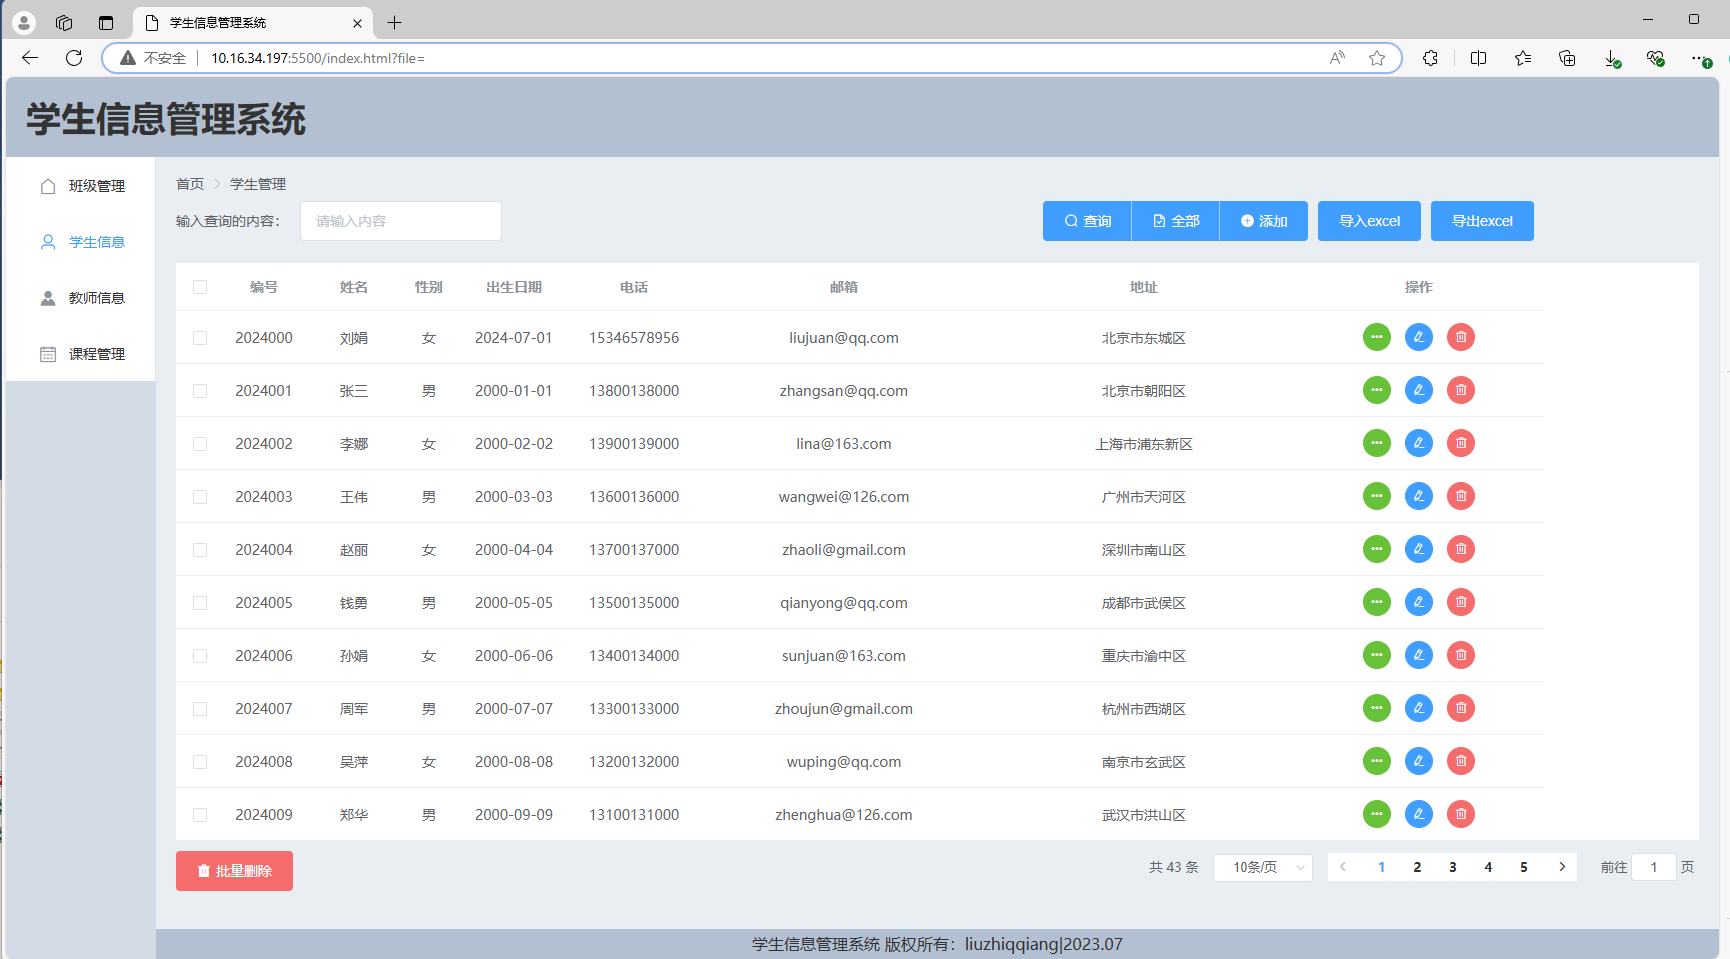 学生信息管理系统
不安全 10.16.34.197:5500/index.html?file=
学生信息管理系统
班级管理
学生信息
教师信息
课程管理
首页 学生管理
输入查询的内容： 请输入内容 查询 全部 添加 导入excel 导出excel
编号 姓名 性别 出生日期 电话 邮箱 地址 操作
2024000 刘娟 女 2024-07-01 15346578956 liujuan@qq.com 北京市东城区
2024001 张三 男 2000-01-01 13800138000 zhangsan@qq.com 北京市朝阳区
2024002 李娜 女 2000-02-02 13900139000 lina@163.com 上海市浦东新区
2024003 王伟 男 2000-03-03 13600136000 wangwei@126.com 广州市天河区
2024004 赵丽 女 2000-04-04 13700137000 zhaoli@gmail.com 深圳市南山区
2024005 钱勇 男 2000-05-05 13500135000 qianyong@qq.com 成都市武侯区
2024006 孙娟 女 2000-06-06 13400134000 sunjuan@163.com 重庆市渝中区
2024007 周军 男 2000-07-07 13300133000 zhoujun@gmail.com 杭州市西湖区
2024008 吴萍 女 2000-08-08 13200132000 wuping@qq.com 南京市玄武区
2024009 郑华 男 2000-09-09 13100131000 zhenghua@126.com 武汉市洪山区
批量删除 共 43 条 10条/页 1 2 3 4 5 前往 1 页
学生信息管理系统 版权所有：liuzhiqqiang|2023.07